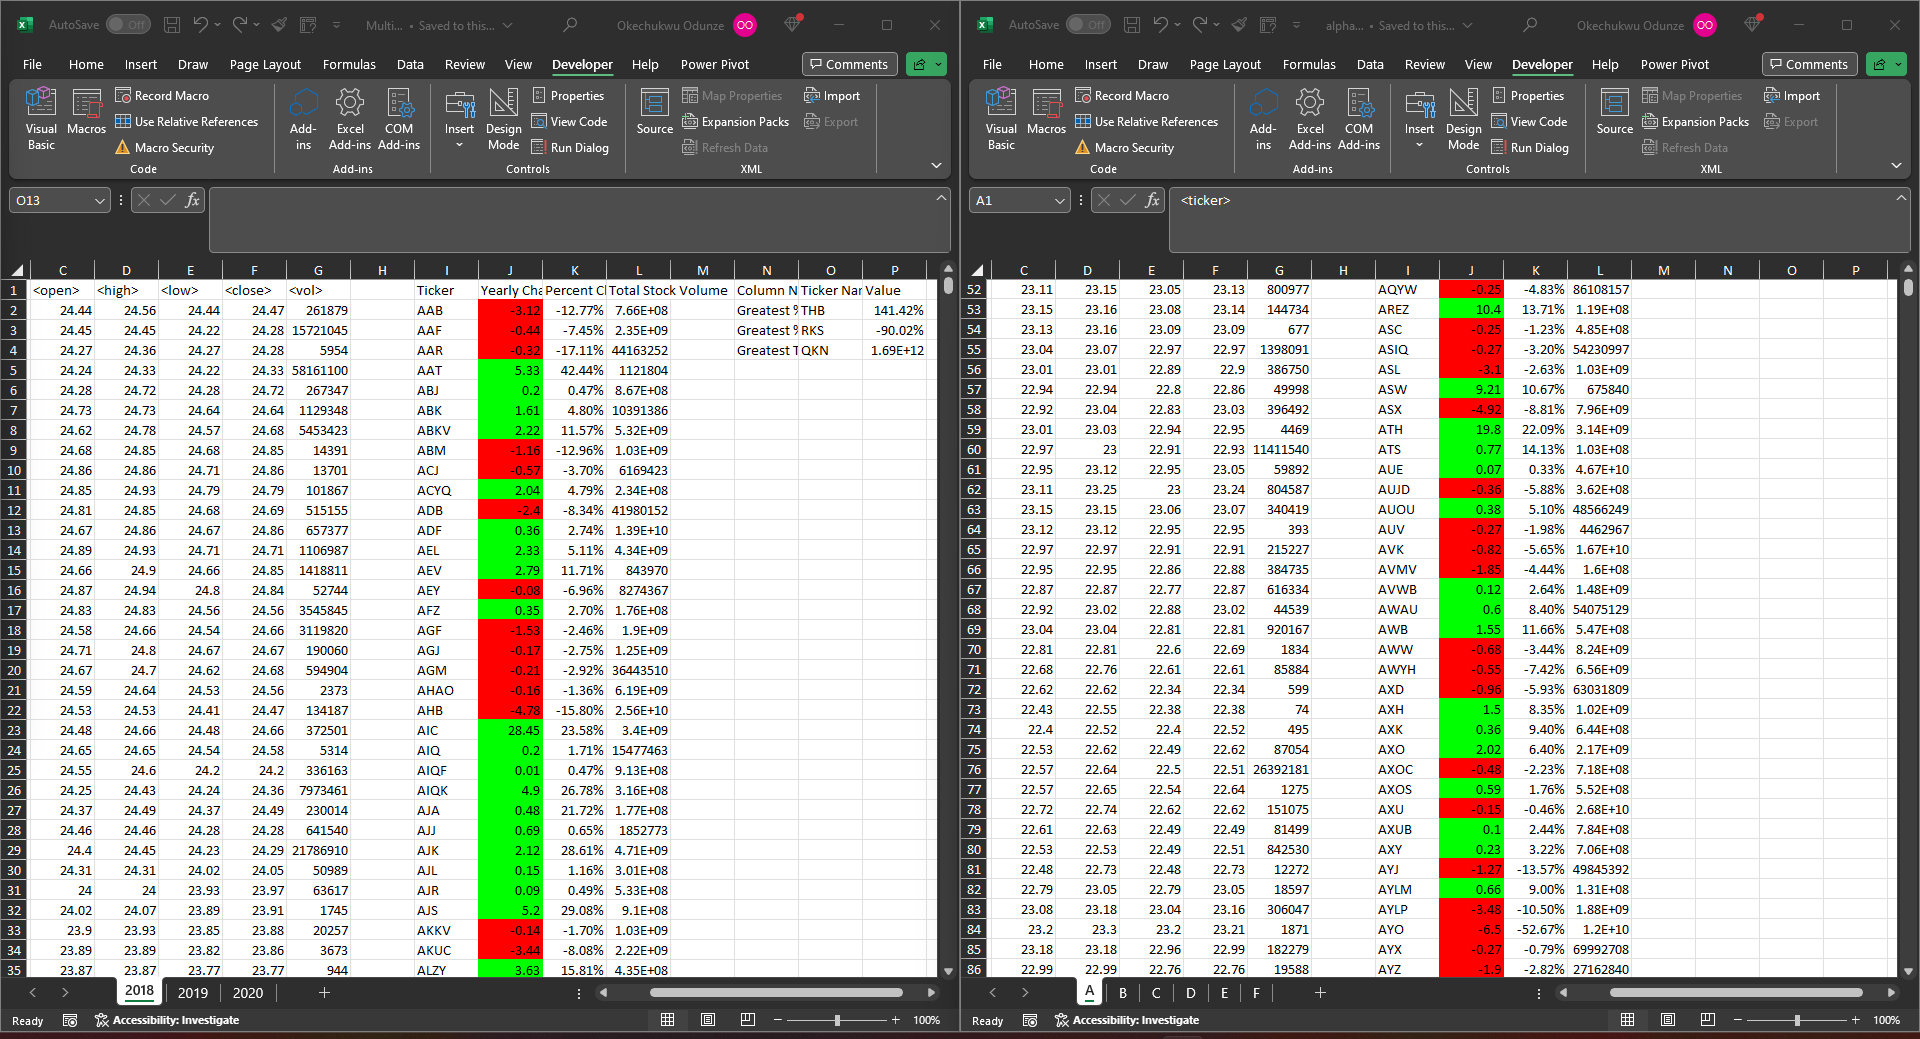 AutoSave Off Multi... • Saved to this... Okechukwu Odunze OO
File Home Insert Draw Page Layout Formulas Data Review View Developer Help Power Pivot Comments
Visual Basic Macros Record Macro Use Relative References Macro Security Code
Add-ins Excel Add-ins COM Add-ins Add-ins
Insert Design Mode Properties View Code Run Dialog Controls
Source Map Properties Expansion Packs Refresh Data Import Export XML
O13 fx
C D E F G H I J K L M N O P
1 <open> <high> <low> <close> <vol> Ticker Yearly Cha Percent Cl Total Stock Volume Column N Ticker Nar Value
2 24.44 24.56 24.44 24.47 261879 AAB -3.12 -12.77% 7.66E+08 Greatest % THB 141.42%
3 24.45 24.45 22.22 24.28 15721045 AAF -0.44 -7.45% 2.35E+09 Greatest % RKS -90.02%
4 24.27 24.36 24.27 24.28 5954 AAR -0.32 -17.11% 44163252 Greatest T QKN 1.69E+12
5 24.24 24.33 24.22 24.33 58161100 AAT 5.33 42.44% 1121804
6 24.28 24.72 24.28 24.72 267347 ABJ 0.2 0.47% 8.67E+08
7 24.73 24.73 24.64 24.64 1129348 ABK 1.61 4.80% 10391386
8 24.62 24.78 24.57 24.68 5453423 ABKV 2.22 11.57% 5.32E+09
9 24.68 24.85 24.68 24.85 14391 ABM -1.16 -12.96% 1.03E+09
10 24.86 24.86 24.71 24.86 13701 ACJ -0.57 -3.70% 6169423
11 24.85 24.93 24.79 24.79 101867 ACYQ 2.04 4.79% 2.34E+08
12 24.81 24.85 24.68 24.69 515155 ADB -2.4 -8.34% 41980152
13 24.67 24.86 24.67 24.86 657377 ADF 0.36 2.74% 1.39E+10
14 24.89 24.93 24.71 24.71 1106987 AEL 2.33 5.11% 4.34E+09
15 24.66 24.9 24.66 24.85 1418811 AEV 2.79 11.71% 843970
16 24.87 24.94 24.8 24.84 52744 AEY -0.08 -6.96% 8274367
17 24.83 24.83 24.56 24.56 3545845 AFZ 0.35 2.70% 1.76E+08
18 24.58 24.66 24.54 24.66 3119820 AGF -1.53 -2.46% 1.9E+09
19 24.71 24.8 24.67 24.67 190060 AGJ -0.17 -2.75% 1.25E+09
20 24.67 24.7 24.62 24.68 594904 AGM -0.21 -2.92% 36443510
21 24.59 24.64 24.53 24.56 2373 AHAO -0.16 -1.36% 6.19E+09
22 24.53 24.53 24.41 24.47 134187 AHB -4.78 -15.80% 2.56E+10
23 24.48 24.66 24.48 24.66 372501 AIC 28.45 23.58% 3.4E+09
24 24.65 24.65 24.54 24.58 5314 AIQ 0.2 1.71% 15477463
25 24.55 24.6 24.2 24.2 336163 AIQF 0.01 0.47% 9.13E+08
26 24.25 24.43 24.24 24.36 7973461 AIQK 4.9 26.78% 3.16E+08
27 24.37 24.49 24.37 24.49 230014 AJA 0.48 21.72% 1.77E+08
28 24.46 24.46 24.28 24.28 641540 AJJ 0.69 0.65% 1852773
29 24.4 24.45 24.23 24.29 21786910 AJK 2.12 28.61% 4.71E+09
30 24.31 24.31 24.02 24.05 50989 AJL 0.15 1.16% 3.01E+08
31 24 24 23.93 23.97 63617 AJR 0.09 0.49% 5.33E+08
32 24.02 24.07 23.89 23.91 1745 AJS 5.2 29.08% 9.1E+08
33 23.9 23.93 23.85 23.88 20257 AKKV -0.14 -1.70% 1.03E+09
34 23.89 23.89 23.82 23.86 3673 AKUC -3.44 -8.08% 2.22E+09
35 23.87 23.87 23.77 23.77 944 ALZY 3.63 15.81% 4.35E+08
2018 2019 2020
Ready Accessibility: Investigate 100%
AutoSave Off alpha... • Saved to this... Okechukwu Odunze OO
File Home Insert Draw Page Layout Formulas Data Review View Developer Help Power Pivot Comments
Visual Basic Macros Record Macro Use Relative References Macro Security Code
Add-ins Excel Add-ins COM Add-ins Add-ins
Insert Design Mode Properties View Code Run Dialog Controls
Source Map Properties Expansion Packs Refresh Data Import Export XML
A1 fx <ticker>
C D E F G H I J K L M N O P
52 23.11 23.15 23.05 23.13 800977 AQYW -0.25 -4.83% 86108157
53 23.15 23.16 23.08 23.14 144734 AREZ 10.4 13.71% 1.19E+08
54 23.13 23.16 23.09 23.09 677 ASC -0.25 -1.23% 4.85E+08
55 23.04 23.07 22.97 22.97 1398091 ASIQ -0.27 -3.20% 54230997
56 23.01 23.01 22.89 22.9 386750 ASL -3.1 -2.63% 1.03E+09
57 22.94 22.94 22.8 22.86 49998 ASW 9.21 10.67% 675840
58 22.92 23.04 22.83 23.03 396492 ASX -4.92 -8.81% 7.96E+09
59 23.01 23.03 22.94 22.95 4469 ATH 19.8 22.09% 3.14E+09
60 22.97 23 22.91 22.93 11411540 ATS 0.77 14.13% 1.03E+08
61 22.95 23.12 22.95 23.05 59892 AUE 0.07 0.33% 4.67E+10
62 23.11 23.25 23 23.24 804587 AUJD -0.36 -5.88% 3.62E+08
63 23.15 23.15 23.06 23.07 340419 AUOU 0.38 5.10% 48566249
64 23.12 23.12 22.95 22.95 393 AUV -0.27 -1.98% 4462967
65 22.97 22.97 22.91 22.91 215227 AVK -0.82 -5.65% 1.67E+10
66 22.95 22.95 22.86 22.88 384735 AVMV -1.85 -4.44% 1.6E+08
67 22.87 22.87 22.77 22.87 616334 AVWB 0.12 2.64% 1.48E+09
68 22.92 23.02 22.88 23.02 44539 AWAU 0.6 8.40% 54075129
69 23.04 23.04 22.81 22.81 920167 AWB 1.55 11.66% 5.47E+08
70 22.81 22.81 22.6 22.69 1834 AWW -0.68 -3.44% 8.24E+09
71 22.68 22.76 22.61 22.61 85884 AWYH -0.55 -7.42% 6.56E+09
72 22.62 22.62 22.34 22.34 599 AXD -0.96 -5.93% 63031809
73 22.43 22.55 22.38 22.38 74 AXH 1.5 8.35% 1.02E+09
74 22.4 22.52 22.4 22.52 495 AXK 0.36 9.40% 6.44E+08
75 22.53 22.62 22.49 22.62 87054 AXO 2.02 6.40% 2.17E+09
76 22.57 22.64 22.5 22.51 26392181 AXOC -0.48 -2.23% 7.18E+08
77 22.57 22.65 22.54 22.64 1275 AXOS 0.59 1.76% 5.52E+08
78 22.72 22.74 22.62 22.62 151075 AXU -0.15 -0.46% 2.68E+10
79 22.61 22.63 22.49 22.49 81499 AXUB 0.1 2.44% 7.84E+08
80 22.53 22.53 22.49 22.51 842530 AXY 0.23 3.22% 7.06E+08
81 22.48 22.73 22.48 22.73 12272 AYJ -1.27 -13.57% 49845392
82 22.79 23.05 22.79 23.05 18597 AYLM 0.66 9.00% 1.31E+08
83 23.08 23.18 23.04 23.16 306047 AYLP -3.48 -10.50% 1.88E+09
84 23.2 23.3 23.2 23.21 1871 AYO -6.5 -52.67% 1.2E+10
85 23.18 23.18 22.96 22.99 182279 AYX -0.27 -0.79% 69992708
86 22.99 22.99 22.76 22.76 19588 AYZ -1.9 -2.82% 27162840
A B C D E F
Ready Accessibility: Investigate 100%